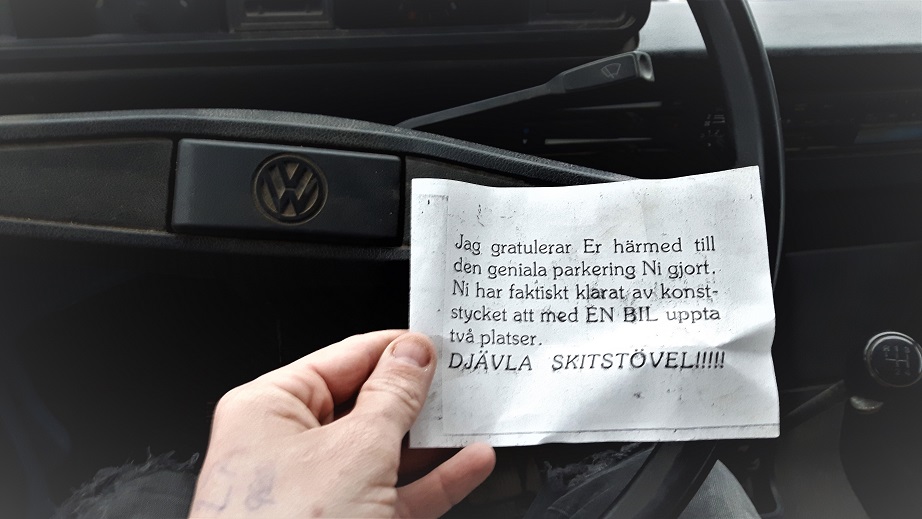 Jag gratulerar Er härmed till
den geniala parkering Ni gjort.
Ni har faktiskt klarat av konst-
stycket att med EN BIL uppta
två platser.
DJÄVLA SKITSTÖVEL!!!!!